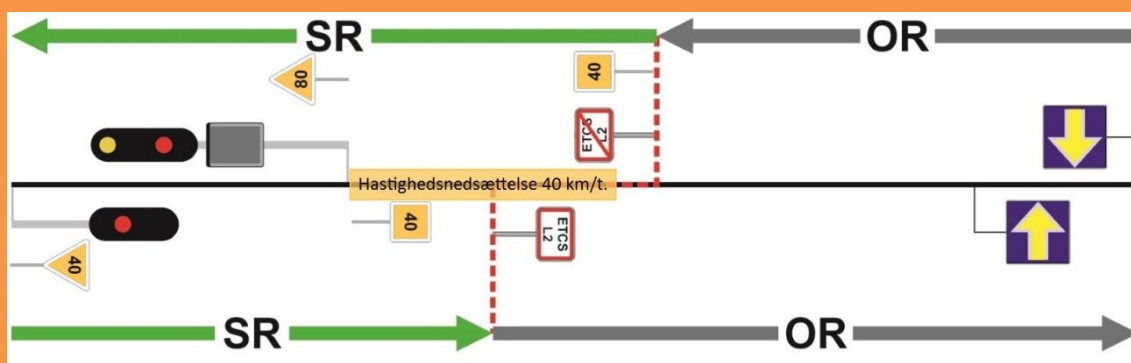 SR
OR
80
40
ETCS
L2
Hastighedsnedsættelse 40 km/t.
40
ETCS
L2
40
SR
OR